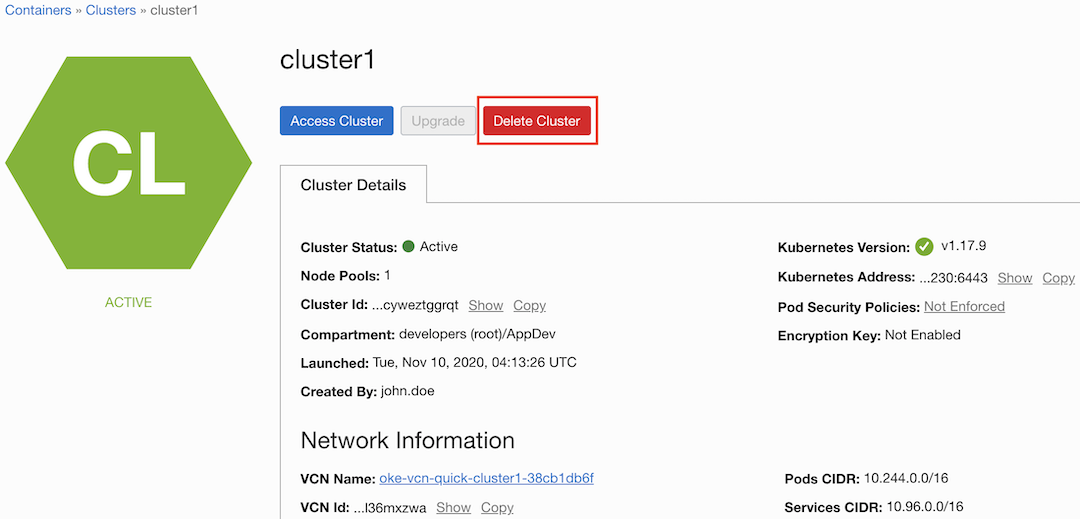 Containers » Clusters » cluster1
CL
ACTIVE
cluster1
Access Cluster Upgrade Delete Cluster
Cluster Details
Cluster Status: Active
Node Pools: 1
Cluster Id: ...cyweztggrqt Show Copy
Compartment: developers (root)/AppDev
Launched: Tue, Nov 10, 2020, 04:13:26 UTC
Created By: john.doe
Kubernetes Version: v1.17.9
Kubernetes Address: ...230:6443 Show Copy
Pod Security Policies: Not Enforced
Encryption Key: Not Enabled
Network Information
VCN Name: oke-vcn-quick-cluster1-38cb1db6f
VCN Id: ...l36mxzwa Show Copy
Pods CIDR: 10.244.0.0/16
Services CIDR: 10.96.0.0/16